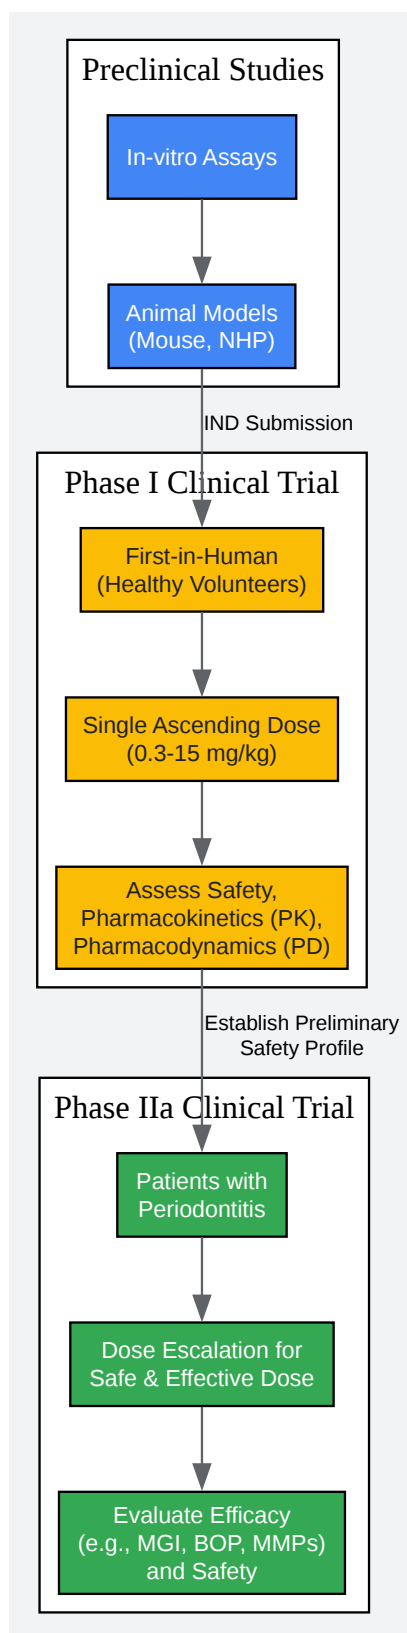 Preclinical Studies
In-vitro Assays
Animal Models
(Mouse, NHP)
IND Submission
Phase I Clinical Trial
First-in-Human
(Healthy Volunteers)
Single Ascending Dose
(0.3-15 mg/kg)
Assess Safety,
Pharmacokinetics (PK),
Pharmacodynamics (PD)
Establish Preliminary
Safety Profile
Phase IIa Clinical Trial
Patients with
Periodontitis
Dose Escalation for
Safe & Effective Dose
Evaluate Efficacy
(e.g., MGI, BOP, MMPs)
and Safety